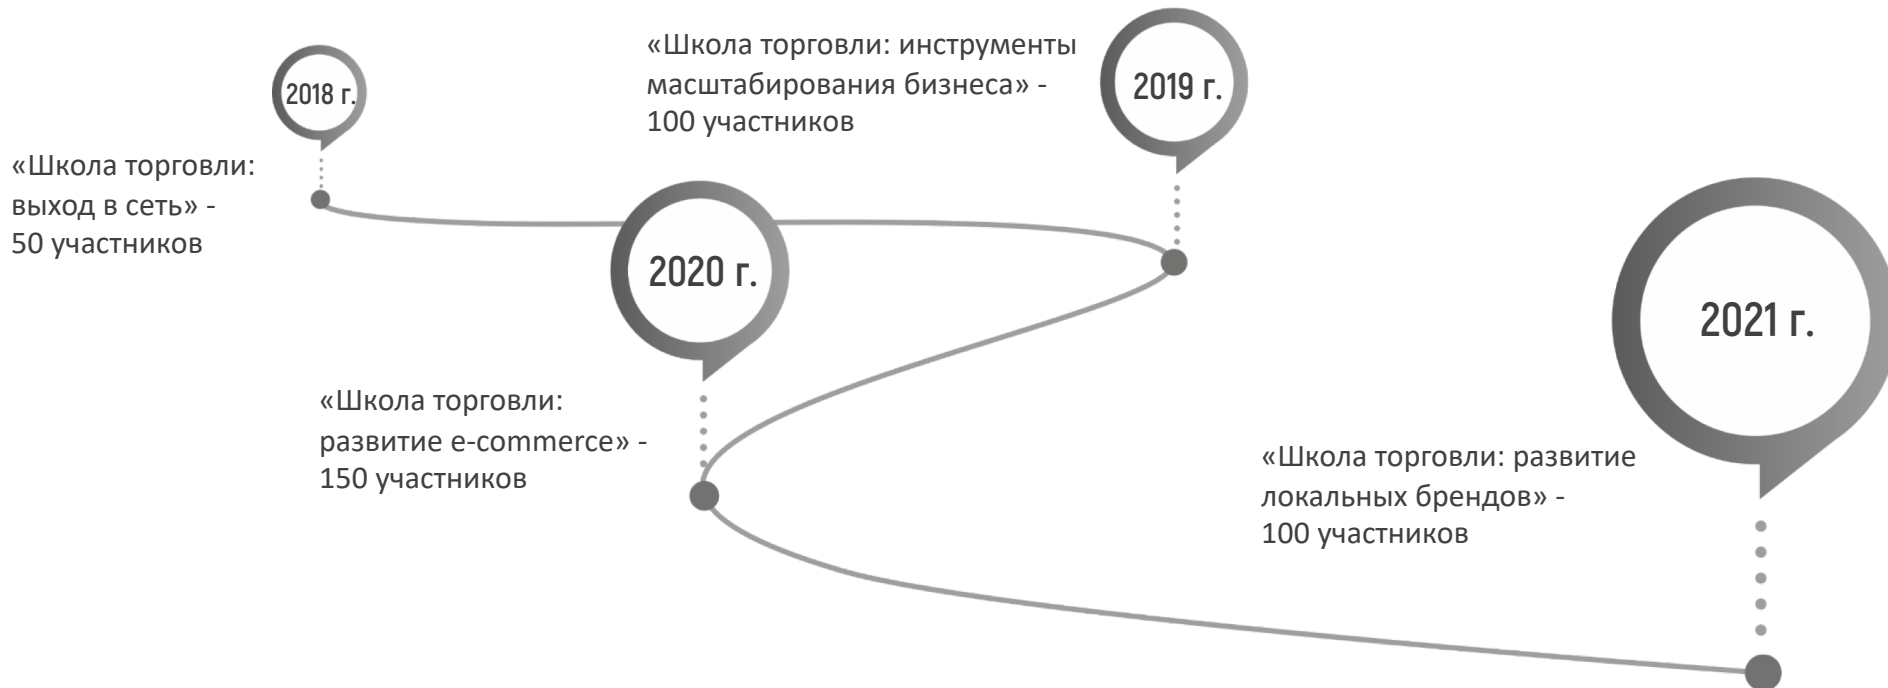 2018 г.
«Школа торговли:
выход в сеть» -
50 участников
«Школа торговли: инструменты
масштабирования бизнеса» -
100 участников
2019 г.
2020 г.
«Школа торговли:
развитие e-commerce» -
150 участников
2021 г.
«Школа торговли: развитие
локальных брендов» -
100 участников